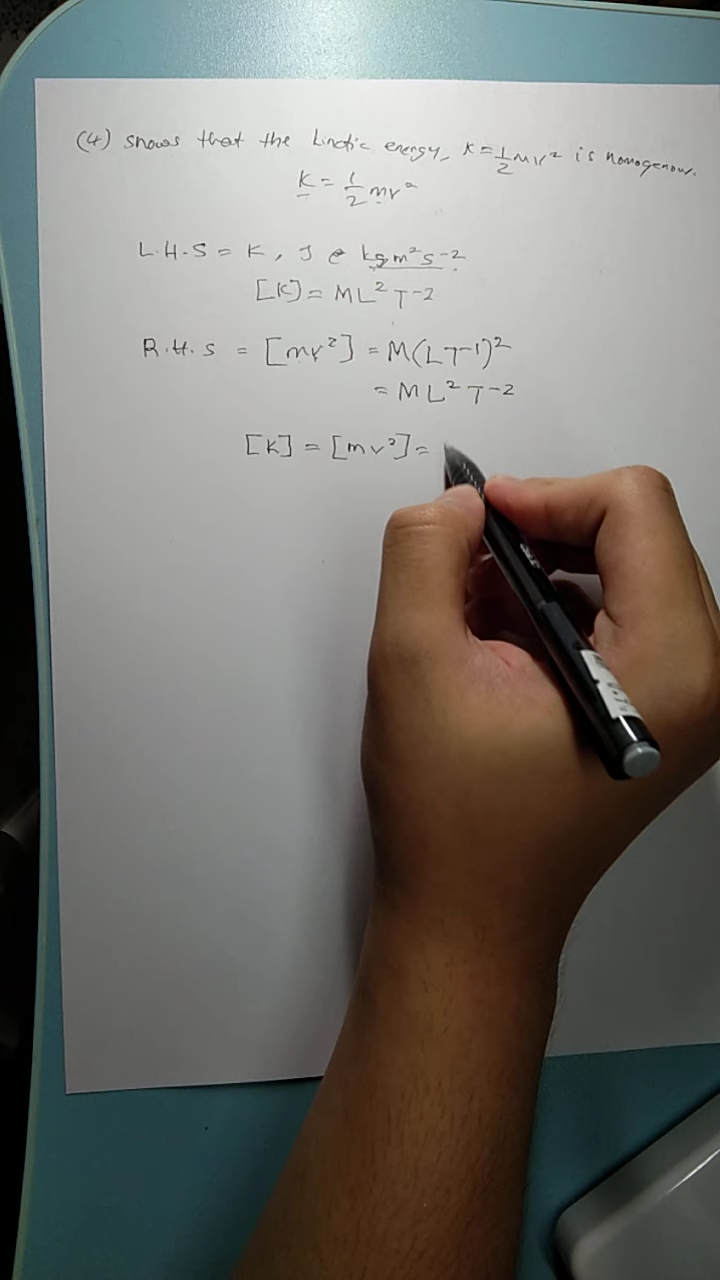 (4) shows that the kinetic energy, K = 1/2 mv² is homogenous.
K = 1/2 mv²
L.H.S = K, J @ kgm²s-2
[K] = ML²T-2
R.H.S = [mv²] = M(LT-1)²
= ML²T-2
[K] = [mv²] =